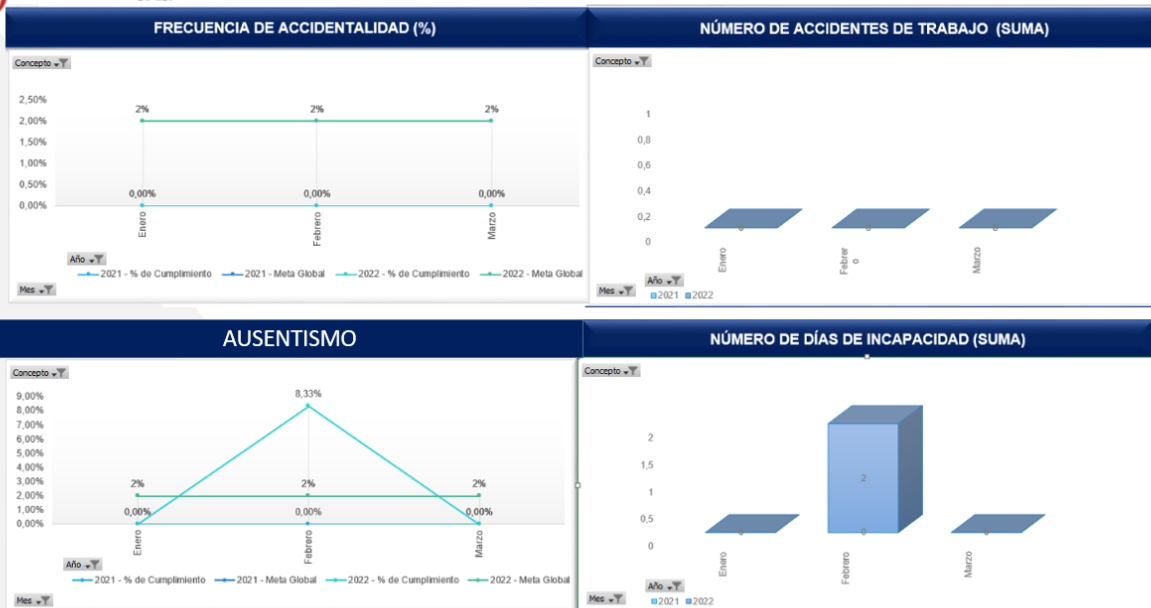 FRECUENCIA DE ACCIDENTALIDAD (%)
Concepto
2,50%
2,00%
1,50%
1,00%
0,50%
0,00%
2%
2%
2%
0,00%
0,00%
0,00%
Enero
Febrero
Marzo
Año
2021 - % de Cumplimiento
2021 - Meta Global
2022 - % de Cumplimiento
2022 - Meta Global
Mes
NÚMERO DE ACCIDENTES DE TRABAJO (SUMA)
Concepto
1
0,8
0,6
0,4
0,2
0
0
0
0
Enero
Febrer
o
Marzo
Año
Mes
2021
2022
AUSENTISMO
Concepto
9,00%
8,00%
7,00%
6,00%
5,00%
4,00%
3,00%
2,00%
1,00%
0,00%
8,33%
2%
2%
2%
0,00%
0,00%
0,00%
Enero
Febrero
Marzo
Año
2021 - % de Cumplimiento
2021 - Meta Global
2022 - % de Cumplimiento
2022 - Meta Global
Mes
NÚMERO DE DÍAS DE INCAPACIDAD (SUMA)
Concepto
2
1,5
1
0,5
0
0
2
0
0
Enero
Febrero
Marzo
Año
Mes
2021
2022